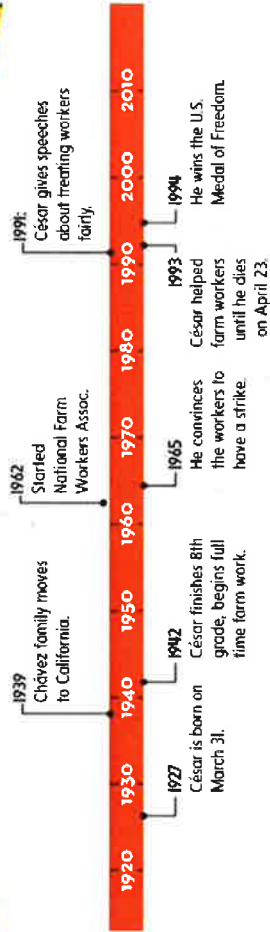 1939
Chávez family moves
to California.
1962
Started
National Farm
Workers Assoc.
1991:
César gives speeches
about treating workers
fairly.
1920 1930 1940 1950 1960 1970 1980 1990 2000 2010
1927
César is born on
March 31.
1942
César finishes 8th
grade, begins full
time farm work.
1965
He convinces
the workers to
have a strike.
1993
César helped
farm workers
until he dies
on April 23.
1994
He wins the U.S.
Medal of Freedom.